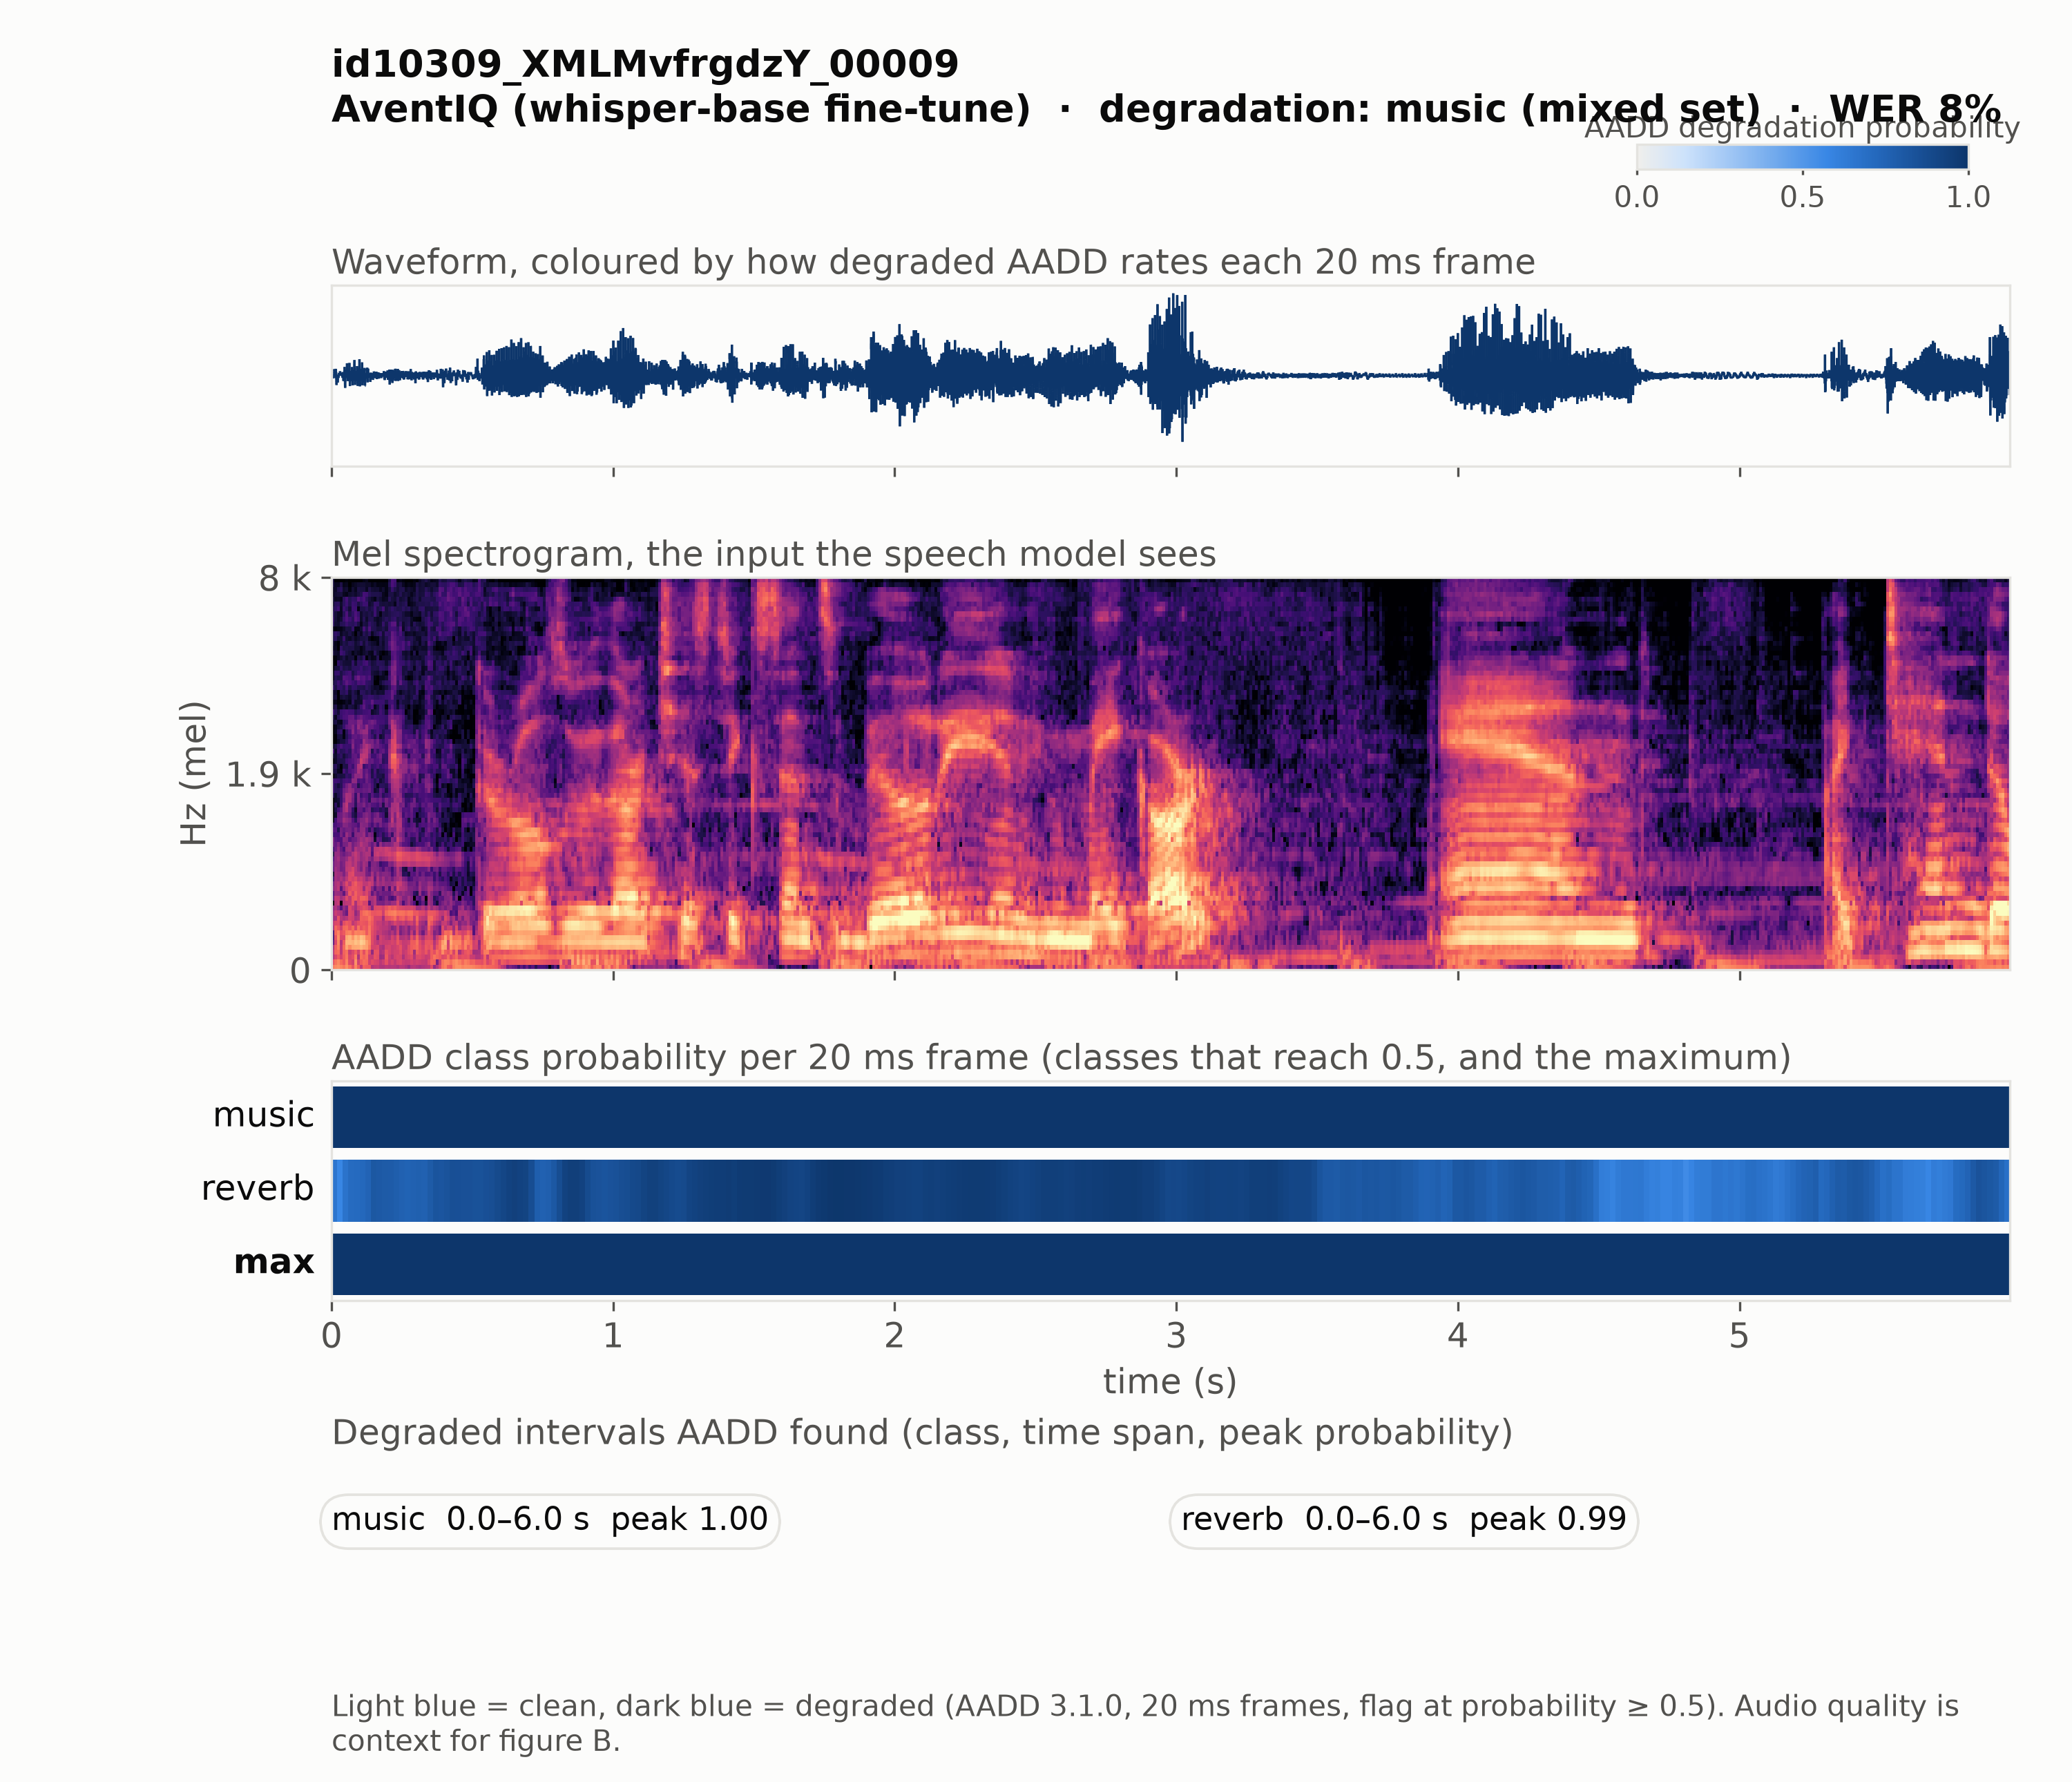 id10309_XMLMvfrgdzY_00009
AventIQ (whisper-base fine-tune)  ·  degradation: music (mixed set)  ·  WER 8%
AADD degradation probability
0.0 0.5 1.0
Waveform, coloured by how degraded AADD rates each 20 ms frame
Mel spectrogram, the input the speech model sees
8 k
1.9 k
0
Hz (mel)
AADD class probability per 20 ms frame (classes that reach 0.5, and the maximum)
music
reverb
max
0 1 2 3 4 5
time (s)
Degraded intervals AADD found (class, time span, peak probability)
music  0.0–6.0 s  peak 1.00
reverb  0.0–6.0 s  peak 0.99
Light blue = clean, dark blue = degraded (AADD 3.1.0, 20 ms frames, flag at probability ≥ 0.5). Audio quality is
context for figure B.